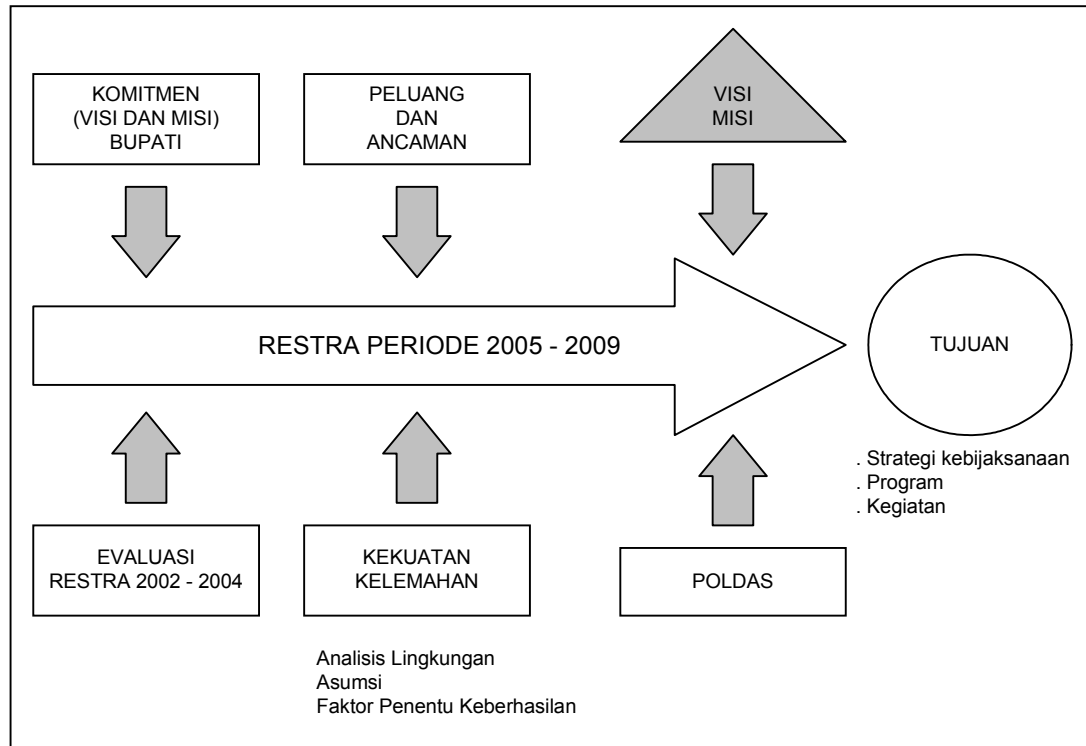 KOMITMEN
(VISI DAN MISI)
BUPATI
PELUANG
DAN
ANCAMAN
VISI
MISI
RESTRA PERIODE 2005 - 2009
TUJUAN
. Strategi kebijaksanaan
. Program
. Kegiatan
EVALUASI
RESTRA 2002 - 2004
KEKUATAN
KELEMAHAN
POLDAS
Analisis Lingkungan
Asumsi
Faktor Penentu Keberhasilan